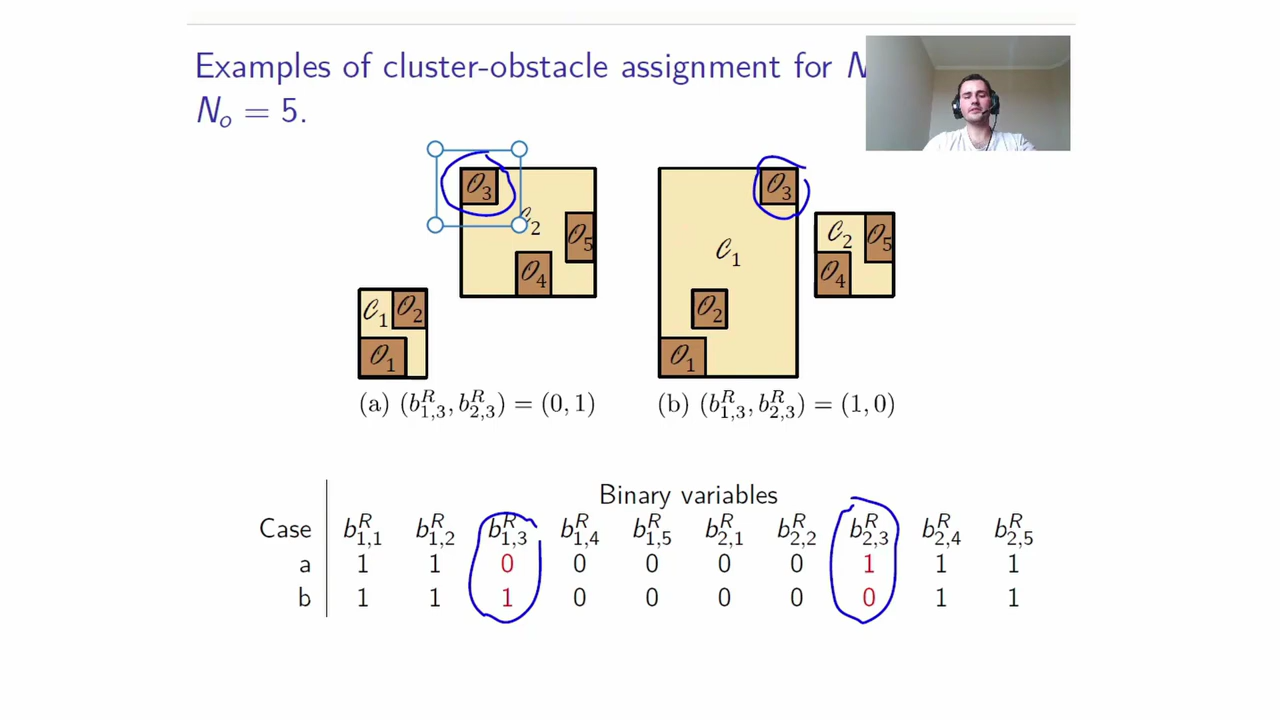 Examples of cluster-obstacle assignment for N
N_o = 5.
O_3
C_2
O_5
O_4
C_1 O_2
O_1
O_3
C_1
O_2
O_1
C_2 O_5
O_4
(a) (b^R_{1,3}, b^R_{2,3}) = (0, 1)
(b) (b^R_{1,3}, b^R_{2,3}) = (1, 0)
Binary variables
Case b^R_{1,1} b^R_{1,2} b^R_{1,3} b^R_{1,4} b^R_{1,5} b^R_{2,1} b^R_{2,2} b^R_{2,3} b^R_{2,4} b^R_{2,5}
a 1 1 0 0 0 0 0 1 1 1
b 1 1 1 0 0 0 0 0 1 1